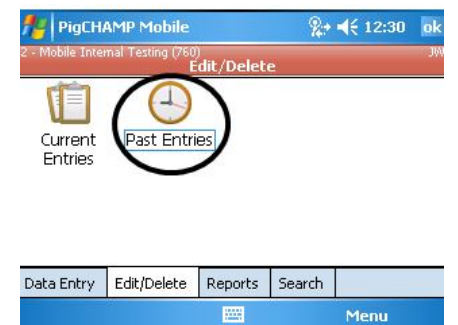 PigCHAMP Mobile 12:30 ok
2 - Mobile Internal Testing (760) JW
Edit/Delete
Current Entries
Past Entries
Data Entry Edit/Delete Reports Search
Menu